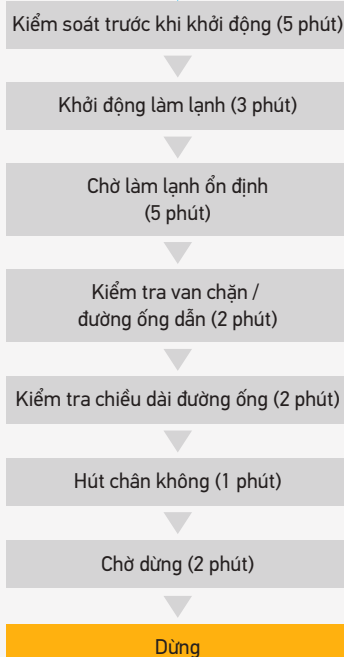 Kiểm soát trước khi khởi động (5 phút)
Khởi động làm lạnh (3 phút)
Chờ làm lạnh ổn định
(5 phút)
Kiểm tra van chặn /
đường ống dẫn (2 phút)
Kiểm tra chiều dài đường ống (2 phút)
Hút chân không (1 phút)
Chờ dừng (2 phút)
Dừng